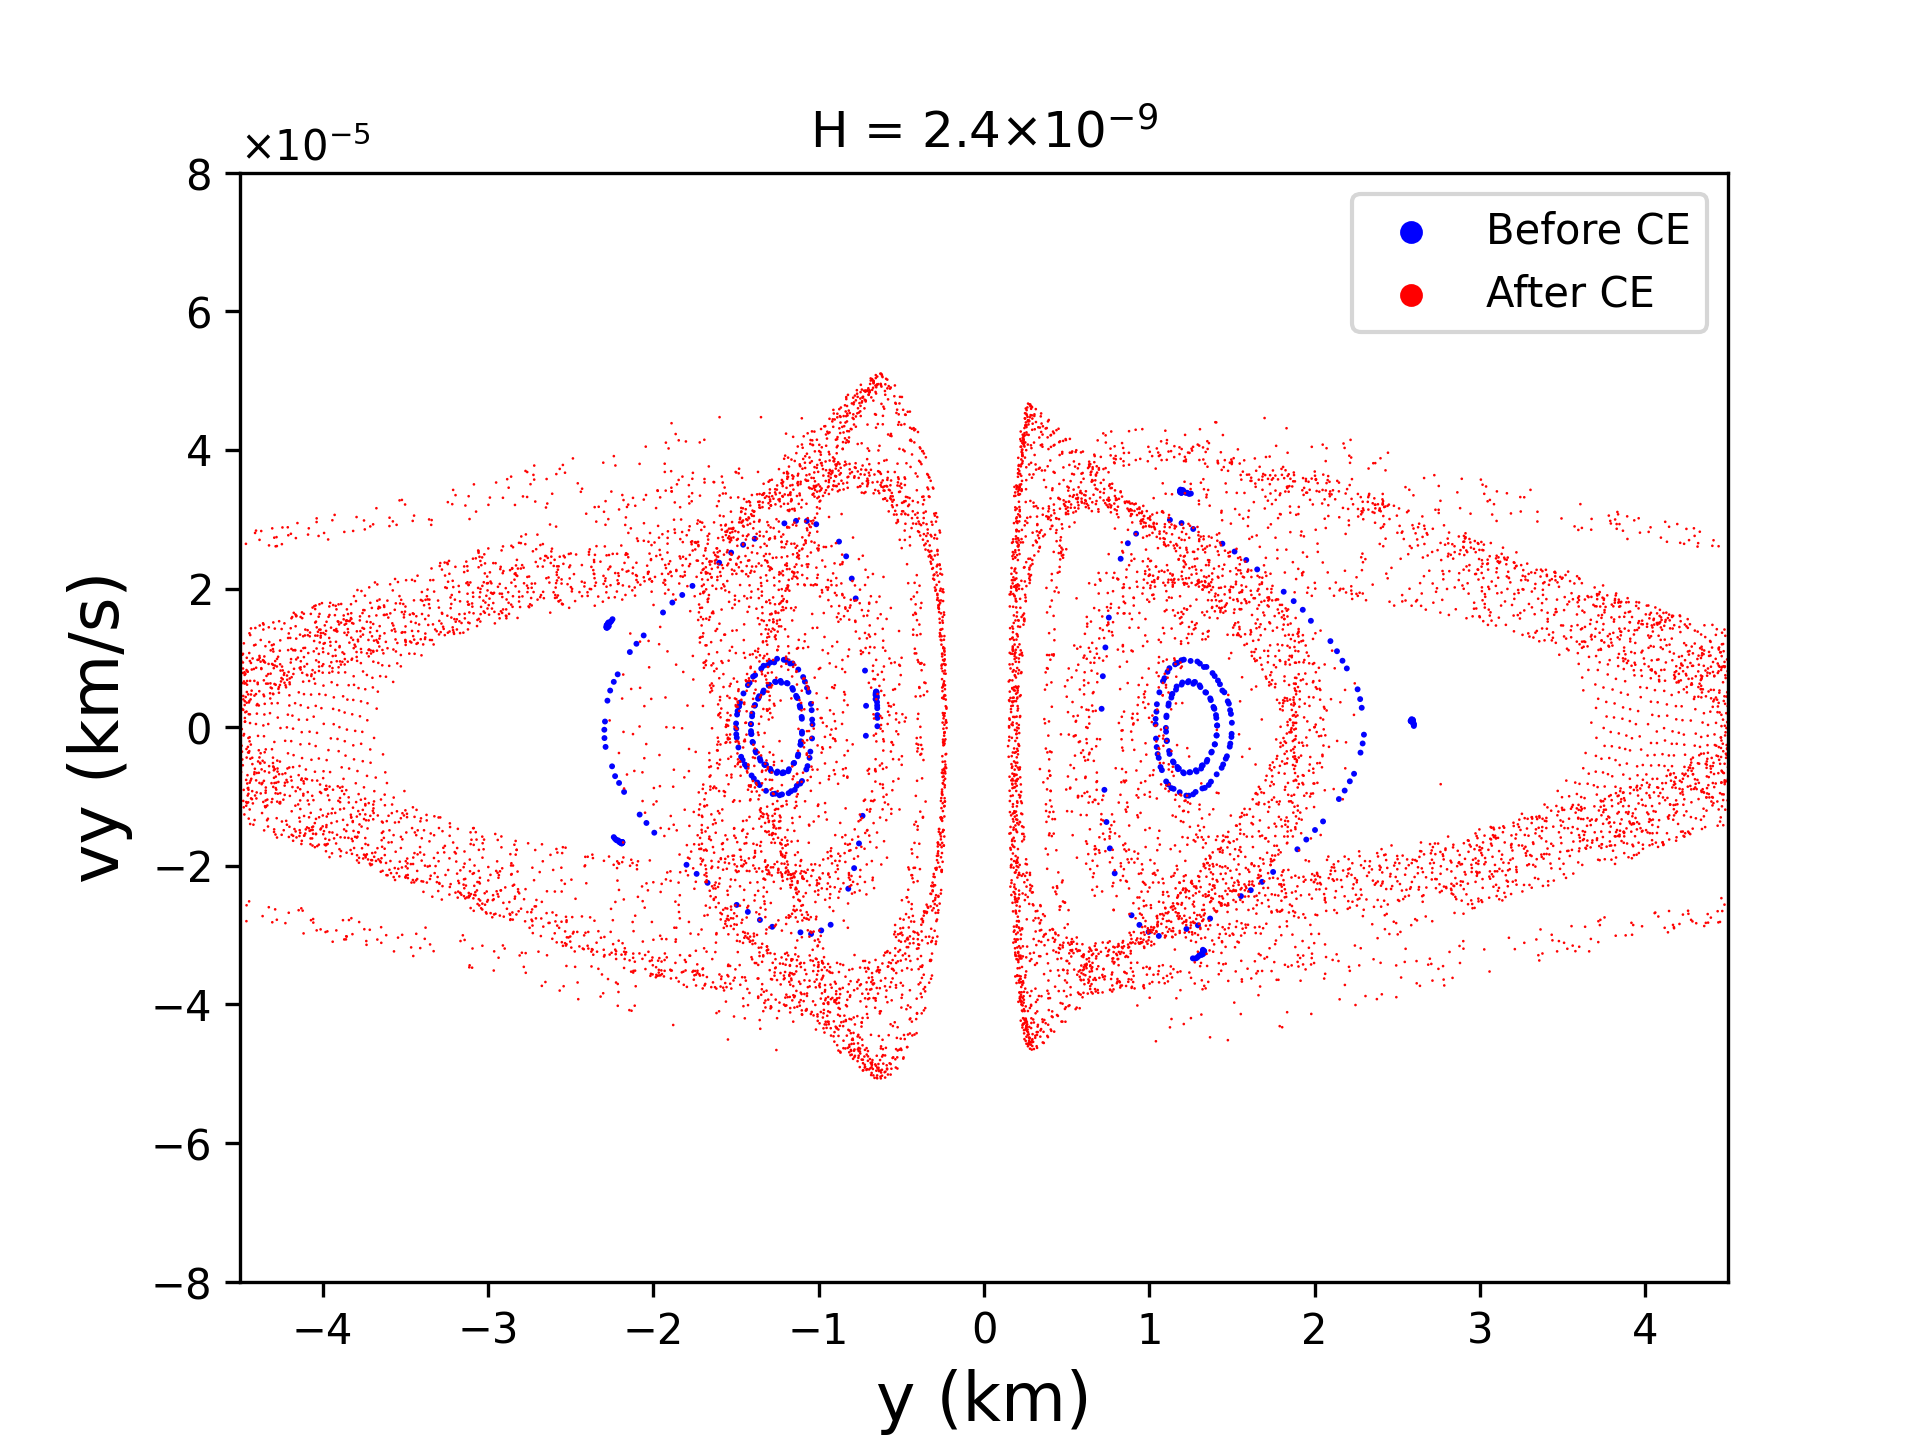 H = 2.4×10⁻⁹
×10⁻⁵
Before CE
After CE
8
6
4
2
0
−2
−4
−6
−8
vy (km/s)
−4 −3 −2 −1 0 1 2 3 4
y (km)